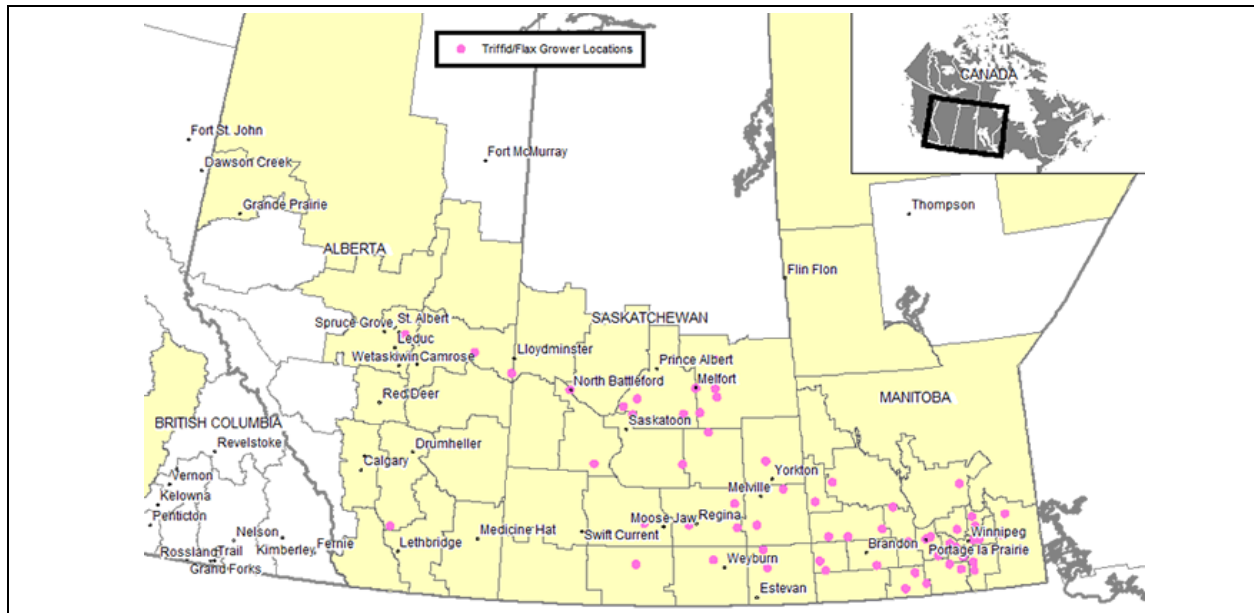 Triffid/Flax Grower Locations
CANADA
Fort St. John
Dawson Creek
Fort McMurray
Grande Prairie
Thompson
ALBERTA
Flin Flon
SASKATCHEWAN
Spruce Grove
St. Albert
Leduc
Wetaskiwin
Camrose
Lloydminster
Prince Albert
North Battleford
Melfort
Red Deer
MANITOBA
BRITISH COLUMBIA
Saskatoon
Revelstoke
Drumheller
Calgary
Vernon
Yorkton
Kelowna
Melville
Penticton
Moose Jaw
Regina
Medicine Hat
Swift Current
Winnipeg
Nelson
Fernie
Lethbridge
Brandon
Portage la Prairie
Rossland
Trail
Kimberley
Grand Forks
Weyburn
Estevan